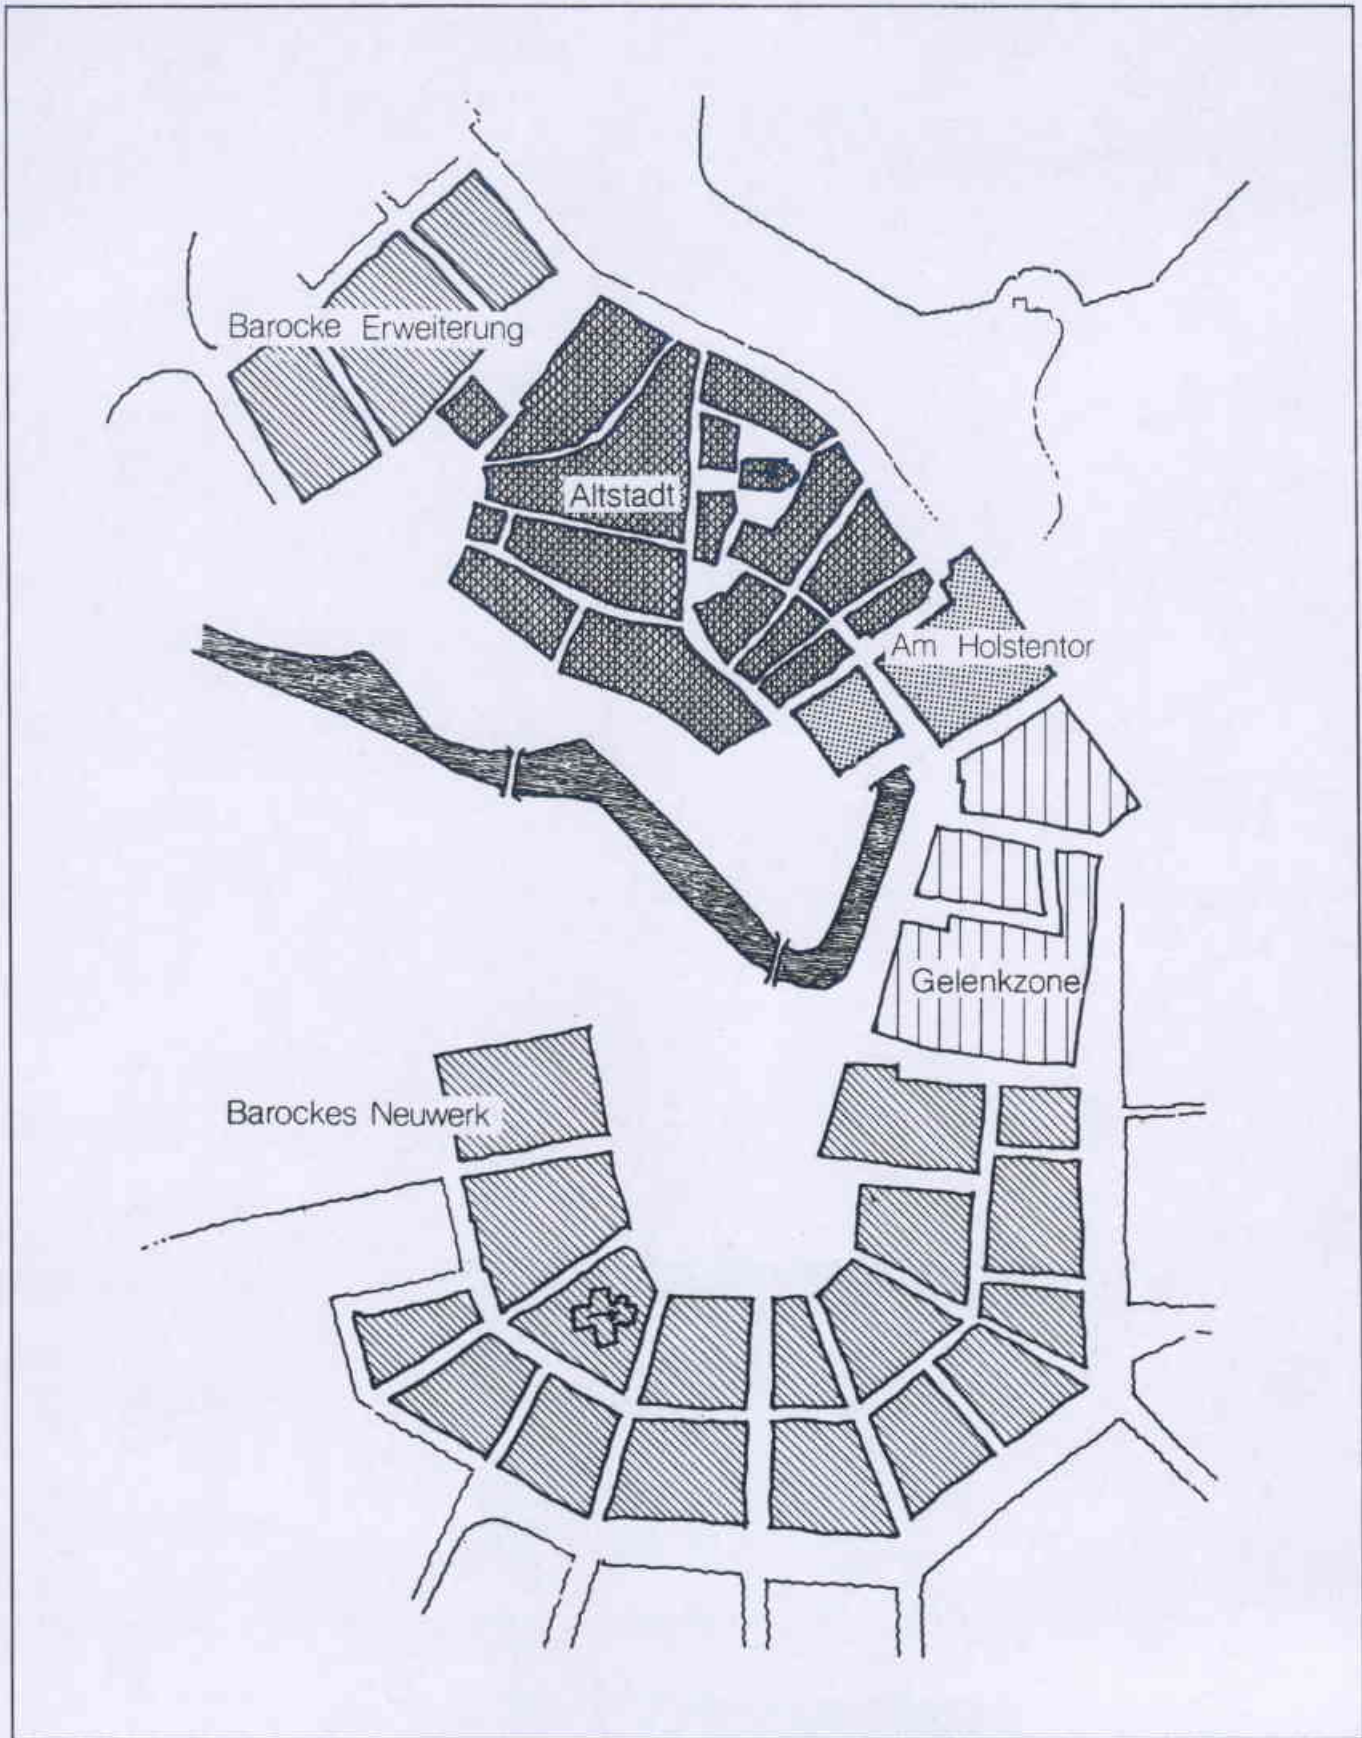 Barocke Erweiterung
Altstadt
Am Holstentor
Gelenkzone
Barockes Neuwerk